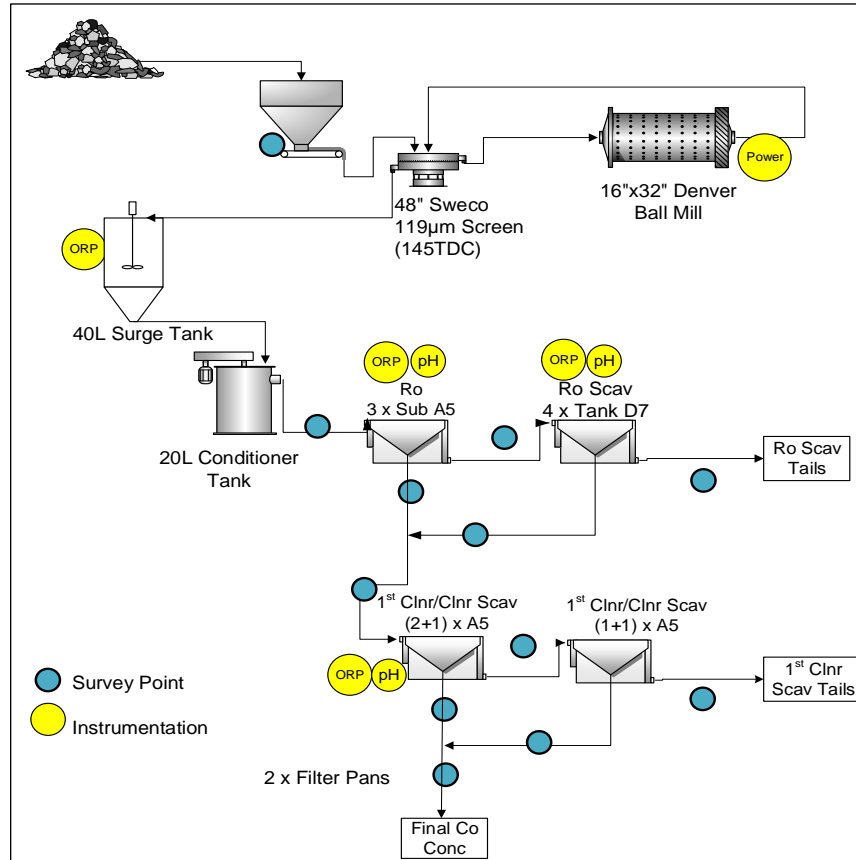 Power
48" Sweco
119µm Screen
(145TDC)
16"x32" Denver
Ball Mill
ORP
40L Surge Tank
20L Conditioner
Tank
ORP
pH
Ro
3 x Sub A5
ORP
pH
Ro Scav
4 x Tank D7
Ro Scav
Tails
1st Clnr/Clnr Scav
(2+1) x A5
1st Clnr/Clnr Scav
(1+1) x A5
ORP
pH
1st Clnr
Scav Tails
Survey Point
Instrumentation
2 x Filter Pans
Final Co
Conc